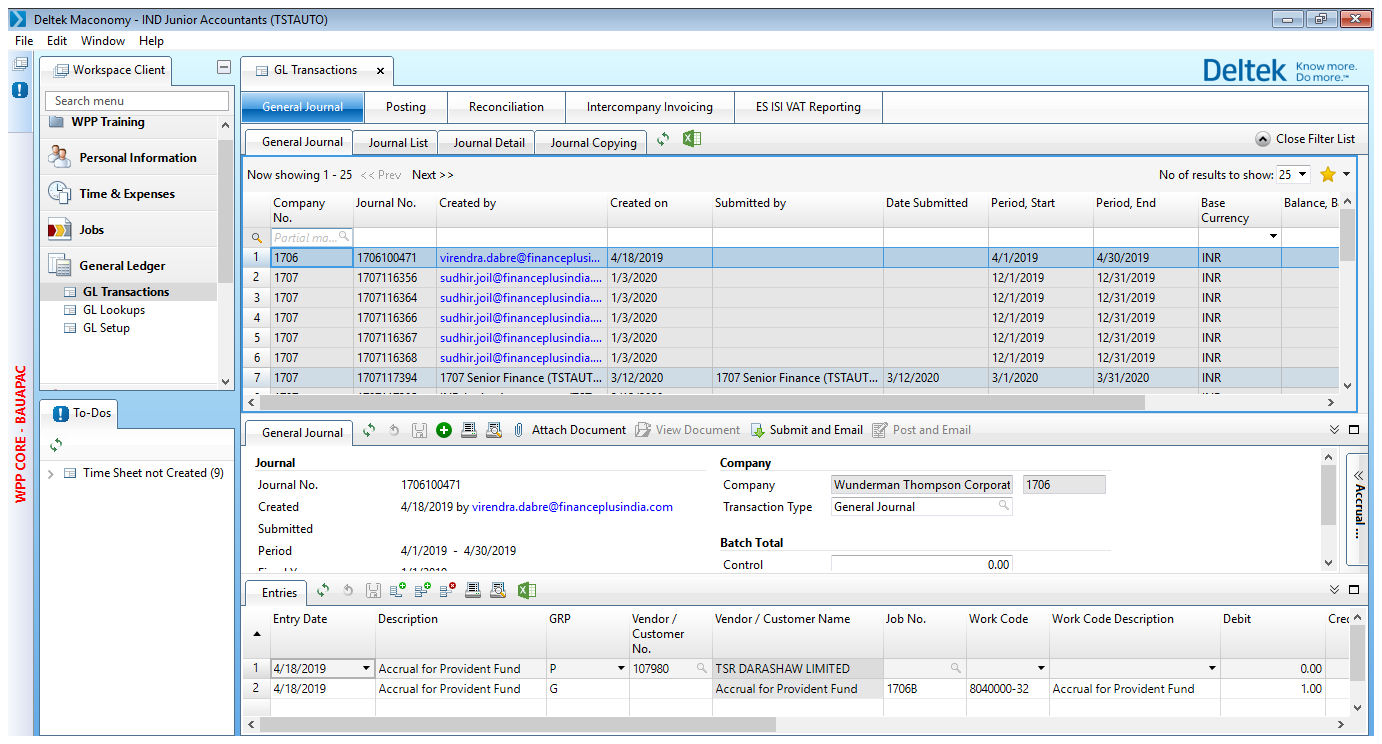 Deltek Maconomy - IND Junior Accountants (TSTAUTO)
File Edit Window Help
Workspace Client
Search menu
WPP Training
Personal Information
Time & Expenses
Jobs
General Ledger
GL Transactions
GL Lookups
GL Setup
WPP CORE - BAUAPAC
To-Dos
Time Sheet not Created (9)
GL Transactions
Deltek Know more. Do more.™
General Journal Posting Reconciliation Intercompany Invoicing ES ISI VAT Reporting
General Journal Journal List Journal Detail Journal Copying Close Filter List
Now showing 1 - 25 << Prev Next >> No of results to show: 25
Company No. Journal No. Created by Created on Submitted by Date Submitted Period, Start Period, End Base Currency Balance, B
Partial ma...
1 1706 1706100471 virendra.dabre@financeplusi... 4/18/2019 4/1/2019 4/30/2019 INR
2 1707 1707116356 sudhir.joil@financeplusindia.... 1/3/2020 12/1/2019 12/31/2019 INR
3 1707 1707116364 sudhir.joil@financeplusindia.... 1/3/2020 12/1/2019 12/31/2019 INR
4 1707 1707116366 sudhir.joil@financeplusindia.... 1/3/2020 12/1/2019 12/31/2019 INR
5 1707 1707116367 sudhir.joil@financeplusindia.... 1/3/2020 12/1/2019 12/31/2019 INR
6 1707 1707116368 sudhir.joil@financeplusindia.... 1/3/2020 12/1/2019 12/31/2019 INR
7 1707 1707117394 1707 Senior Finance (TSTAUT... 3/12/2020 1707 Senior Finance (TSTAUT... 3/12/2020 3/1/2020 3/31/2020 INR
General Journal Attach Document View Document Submit and Email Post and Email
Journal Company
Journal No. 1706100471 Company Wunderman Thompson Corporat 1706
Created 4/18/2019 by virendra.dabre@financeplusindia.com Transaction Type General Journal
Submitted
Period 4/1/2019 - 4/30/2019 Batch Total
Control 0.00
Accrual ...
Entries
Entry Date Description GRP Vendor / Customer No. Vendor / Customer Name Job No. Work Code Work Code Description Debit Crec
1 4/18/2019 Accrual for Provident Fund P 107980 TSR DARASHAW LIMITED 0.00
2 4/18/2019 Accrual for Provident Fund G Accrual for Provident Fund 1706B 8040000-32 Accrual for Provident Fund 1.00